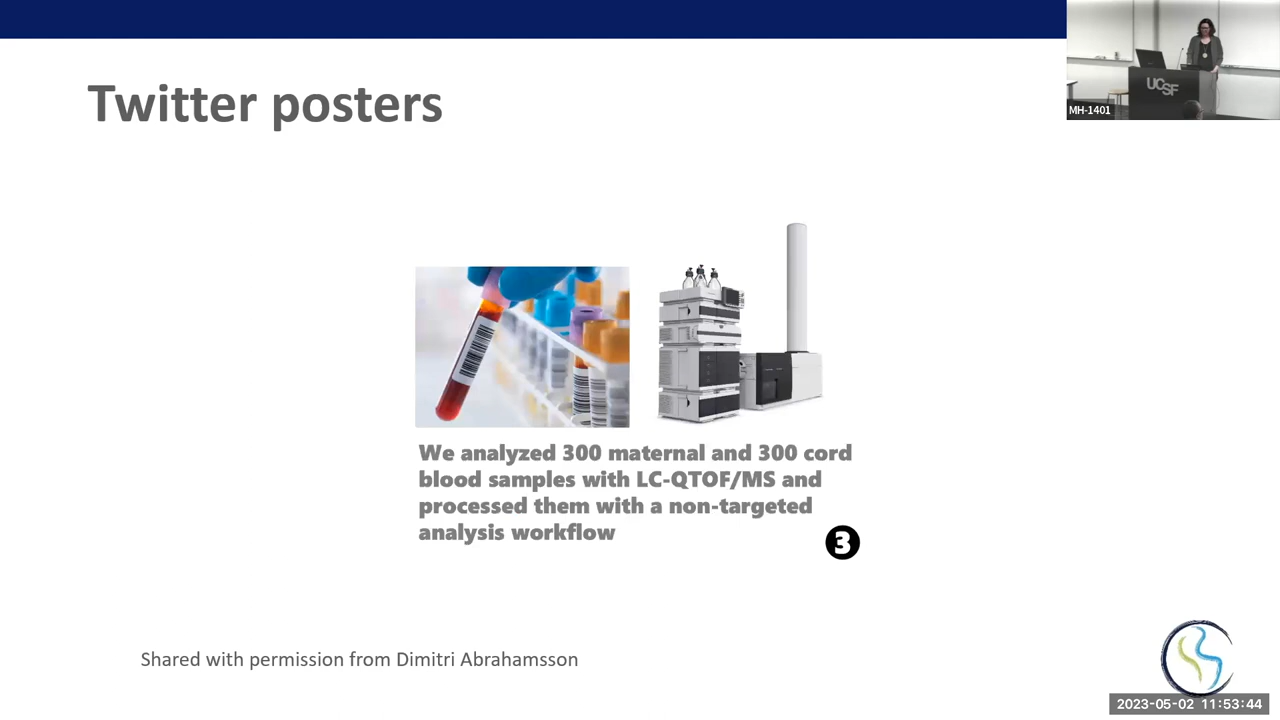 Twitter posters
UCSF
MH-1401
We analyzed 300 maternal and 300 cord
blood samples with LC-QTOF/MS and
processed them with a non-targeted
analysis workflow
3
Shared with permission from Dimitri Abrahamsson
2023-05-02 11:53:44